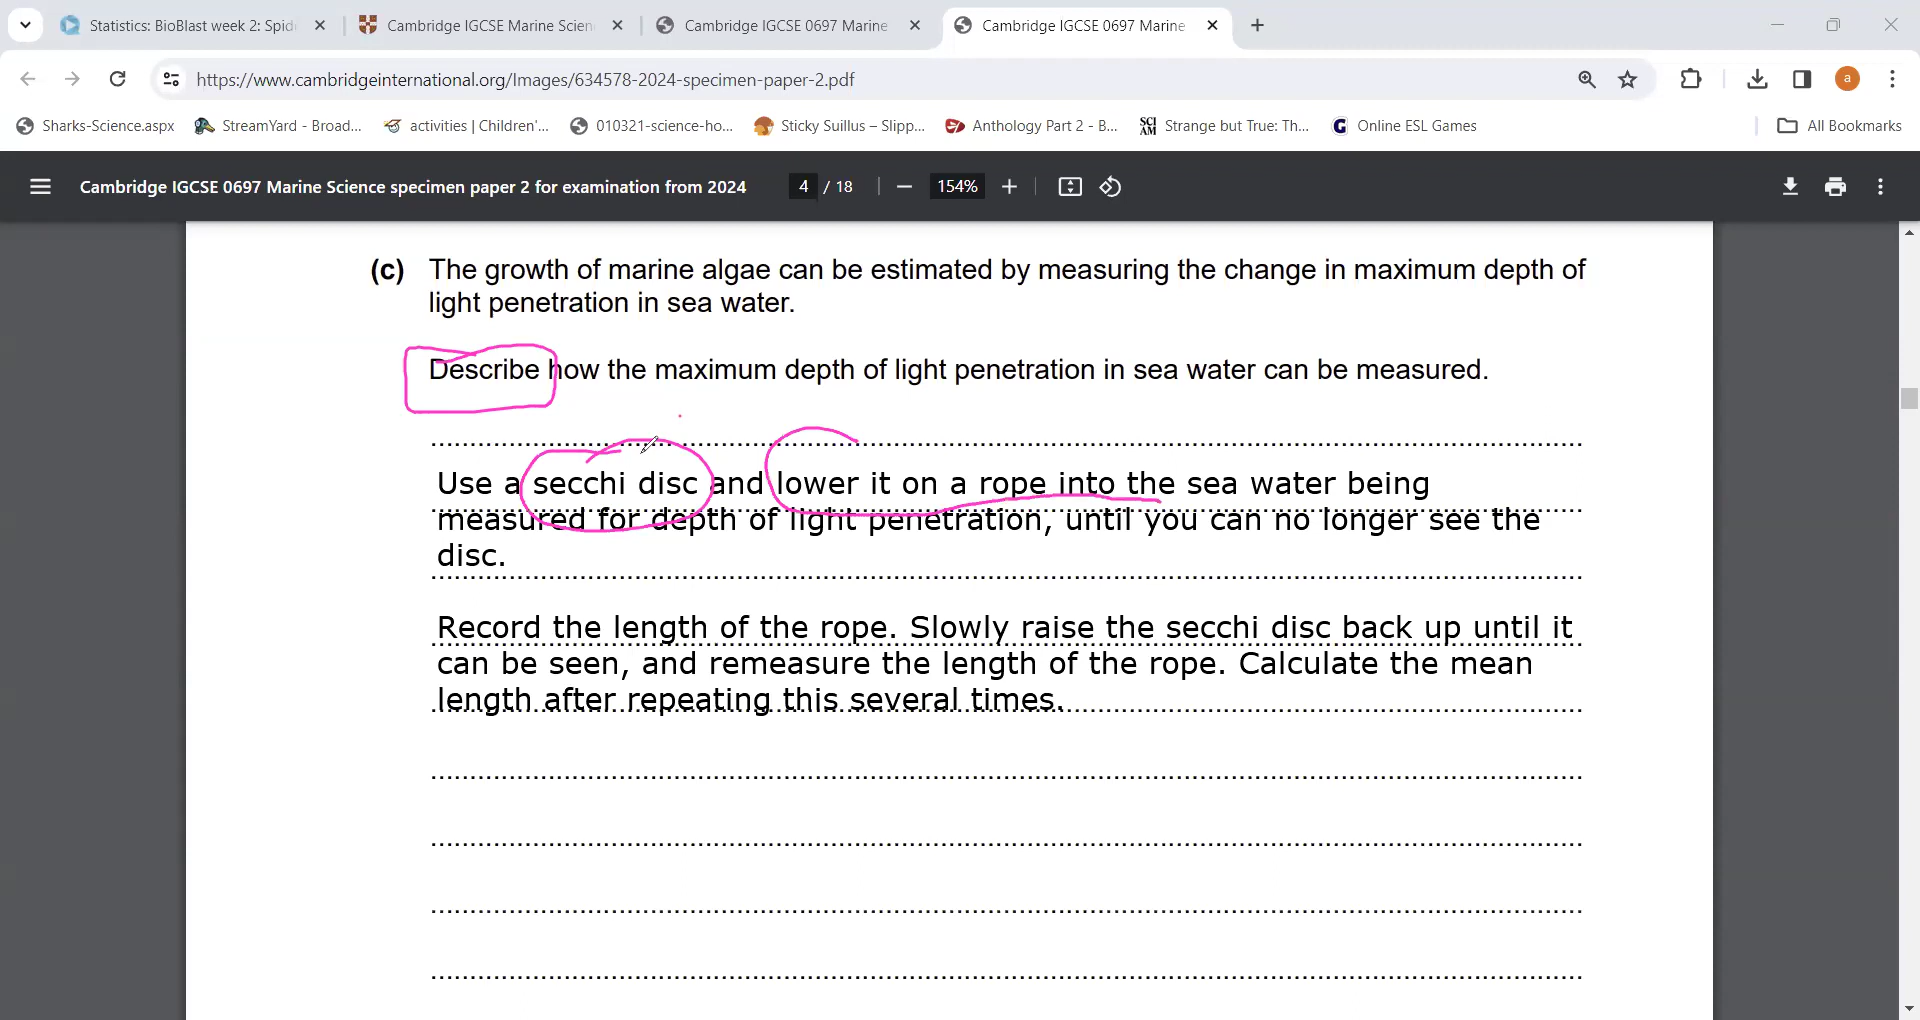 Statistics: BioBlast week 2: Spid
Cambridge IGCSE Marine Scien
Cambridge IGCSE 0697 Marine
Cambridge IGCSE 0697 Marine
https://www.cambridgeinternational.org/Images/634578-2024-specimen-paper-2.pdf
a
Sharks-Science.aspx
StreamYard - Broad...
activities | Children'...
010321-science-ho...
Sticky Suillus – Slipp...
Anthology Part 2 - B...
SCI AM
Strange but True: Th...
G
Online ESL Games
All Bookmarks
Cambridge IGCSE 0697 Marine Science specimen paper 2 for examination from 2024
4 / 18
154%
(c) The growth of marine algae can be estimated by measuring the change in maximum depth of
light penetration in sea water.
Describe how the maximum depth of light penetration in sea water can be measured.
Use a secchi disc and lower it on a rope into the sea water being
measured for depth of light penetration, until you can no longer see the
disc.
Record the length of the rope. Slowly raise the secchi disc back up until it
can be seen, and remeasure the length of the rope. Calculate the mean
length after repeating this several times.